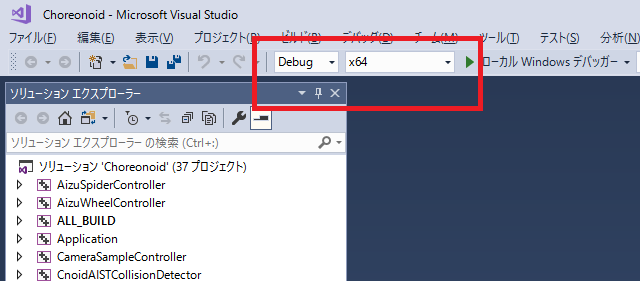 Choreonoid - Microsoft Visual Studio
ファイル(F) 編集(E) 表示(V) プロジェクト(P) ビルド(B) デバッグ(D) チーム(M) ツール(T) テスト(S) 分析(N)
Debug x64 ローカル Windows デバッガー
ソリューション エクスプローラー
ソリューション エクスプローラー の検索 (Ctrl+:)
ソリューション 'Choreonoid' (37 プロジェクト)
AizuSpiderController
AizuWheelController
ALL_BUILD
Application
CameraSampleController
CnoidAISTCollisionDetector